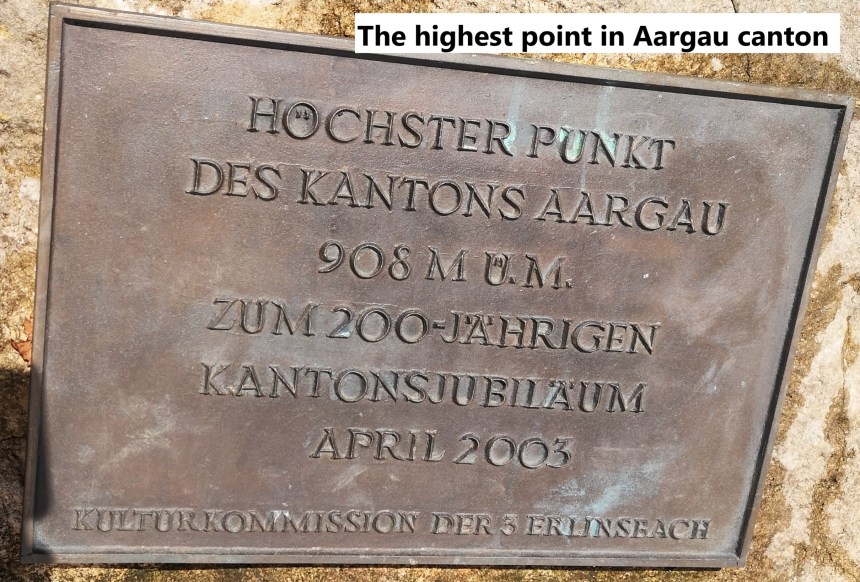 The highest point in Aargau canton
HÖCHSTER PUNKT
DES KANTONS AARGAU
908 M Ü.M.
ZUM 200-JÄHRIGEN
KANTONSJUBILÄUM
APRIL 2003
KULTURKOMMISSION DER 3 ERLINSBACH